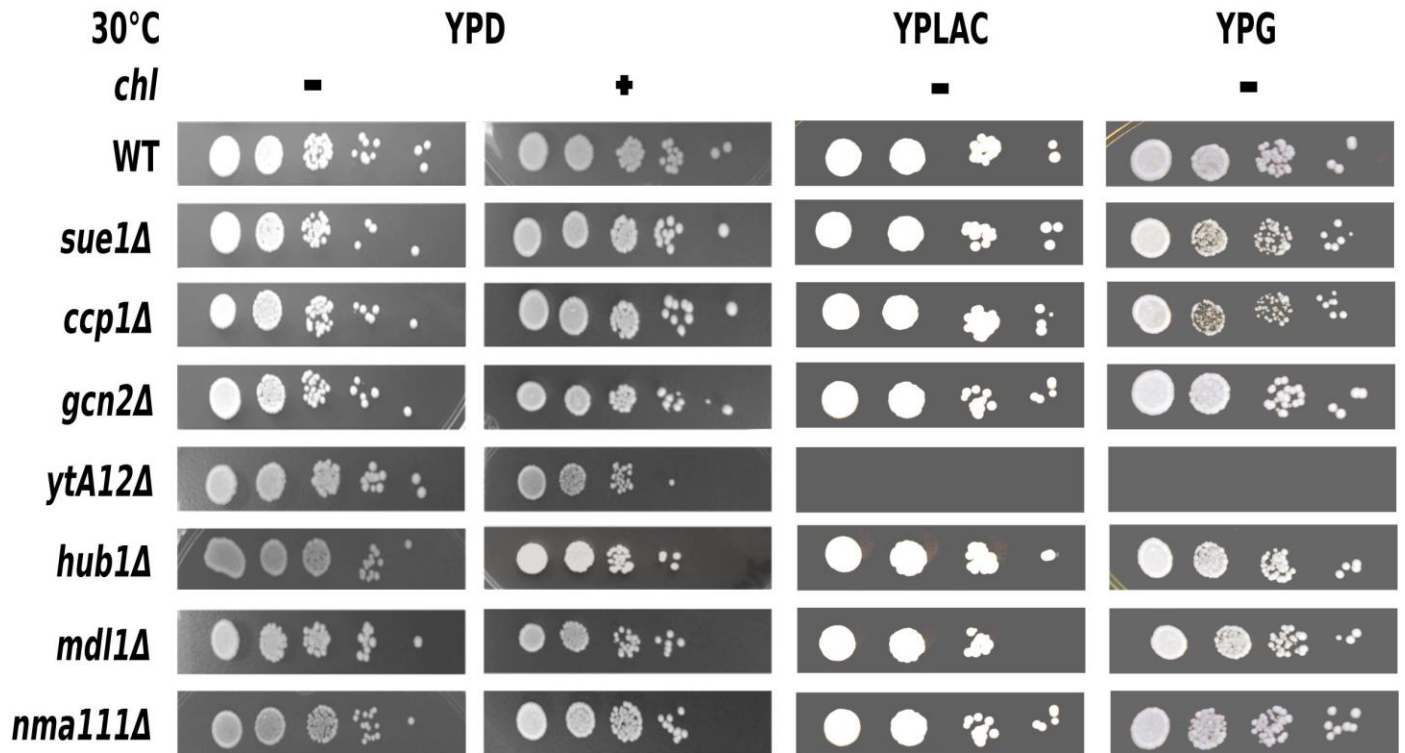 30°C YPD YPLAC YPG
chl - + - -
WT
sue1Δ
ccp1Δ
gcn2Δ
ytA12Δ
hub1Δ
mdl1Δ
nma111Δ